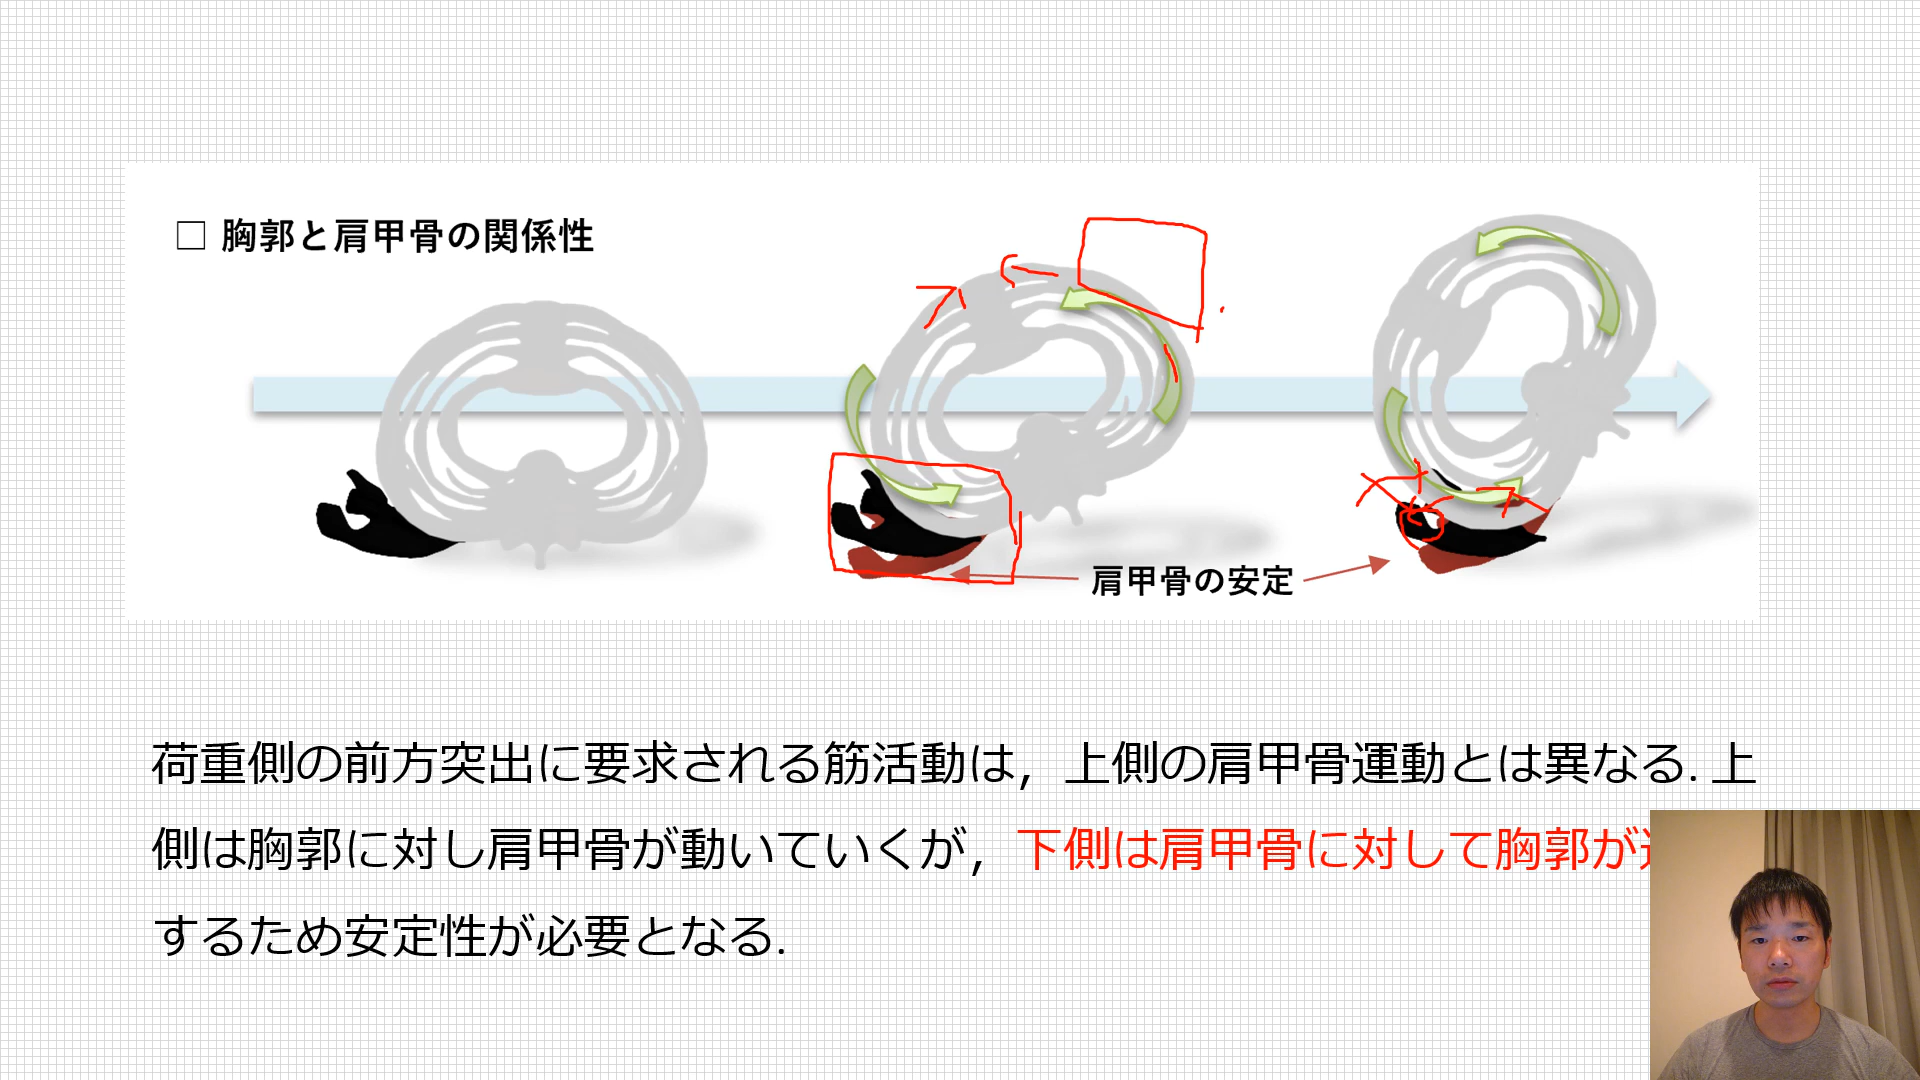 □ 胸郭と肩甲骨の関係性
肩甲骨の安定
荷重側の前方突出に要求される筋活動は，上側の肩甲骨運動とは異なる. 上
側は胸郭に対し肩甲骨が動いていくが，下側は肩甲骨に対して胸郭が
するため安定性が必要となる.